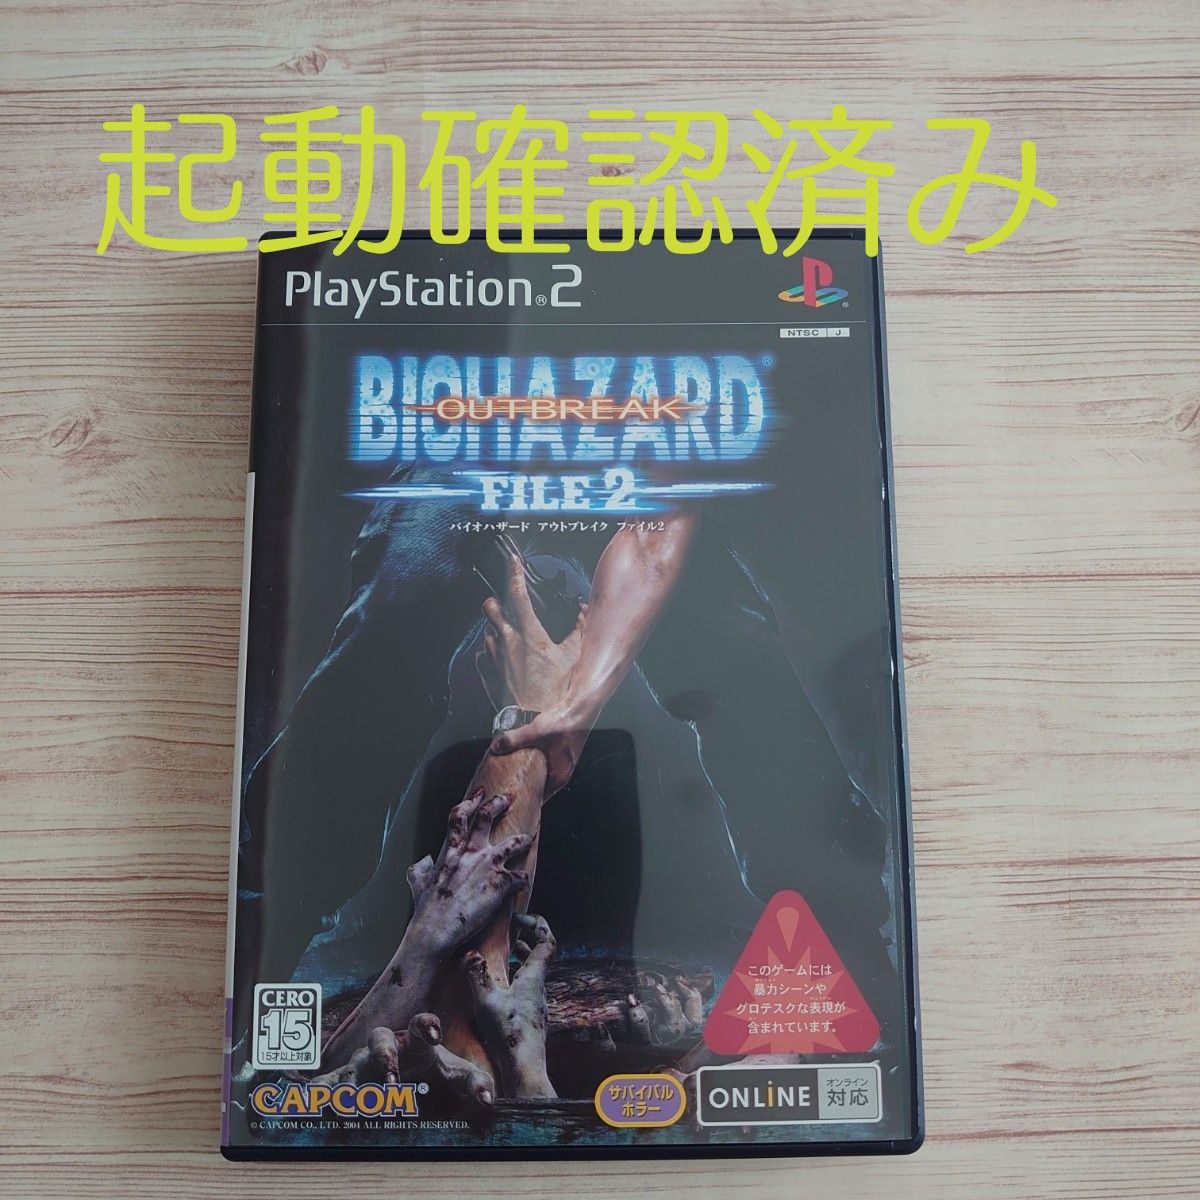 起動確認済み
PlayStation®2
NTSC J
BIOHAZARD®
OUTBREAK
FILE 2
バイオハザード アウトブレイク ファイル2
このゲームには
暴力シーンや
グロテスクな表現が
含まれています。
CERO
15
15才以上対象
CAPCOM®
© CAPCOM CO., LTD. 2004 ALL RIGHTS RESERVED.
サバイバル
ホラー
ONLiNE
オンライン
対応